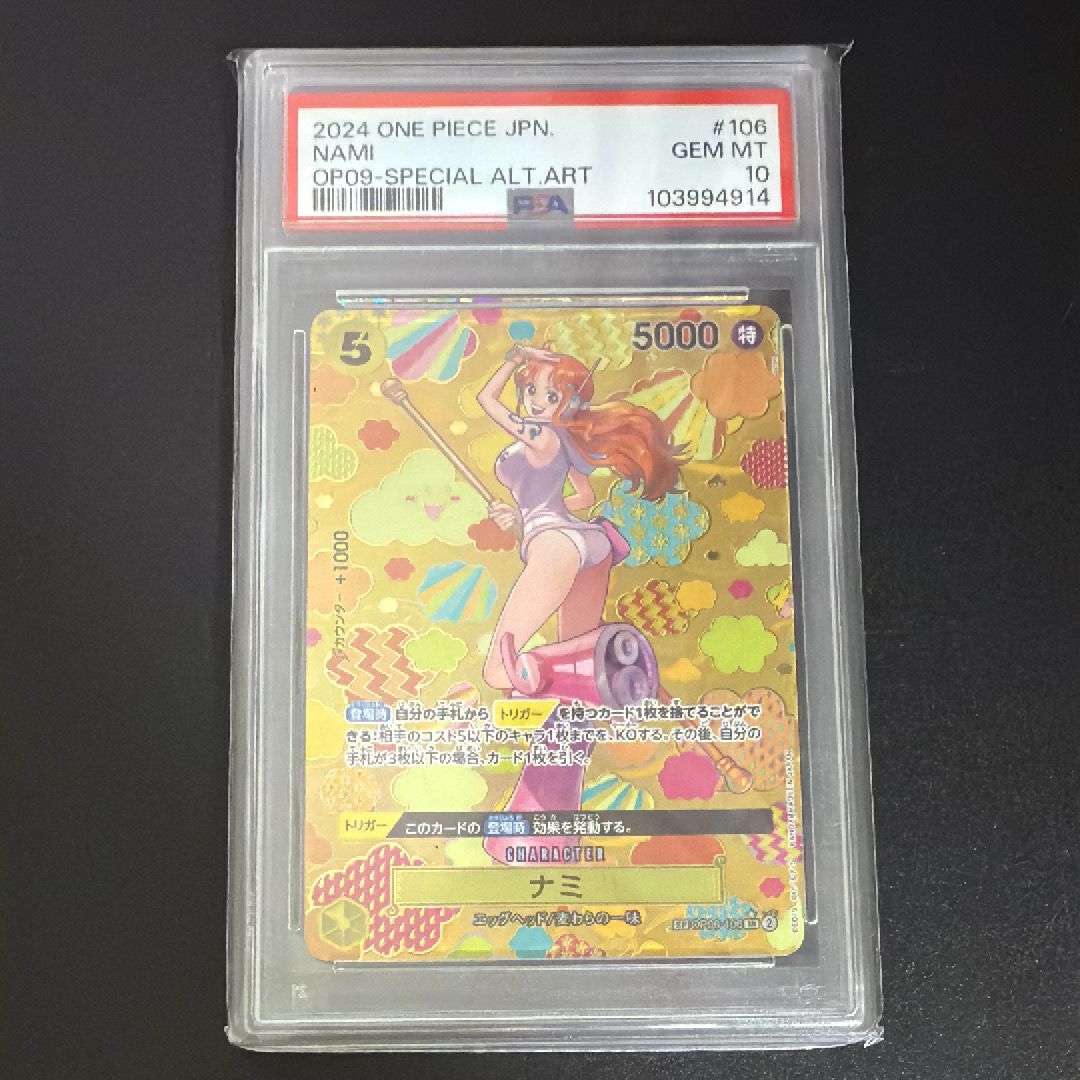 2024 ONE PIECE JPN. #106
NAMI GEM MT
OP09-SPECIAL ALT.ART 10
PSA 103994914
5 5000 特
カウンター +1000
登場時 自分の手札から トリガー を持つカード1枚を捨てることがで
きる:相手のコスト5以下のキャラ1枚までを、KOする。その後、自分の
手札が3枚以下の場合、カード1枚を引く。
トリガー このカードの 登場時 効果を発動する。
CHARACTER
ナミ
エッグヘッド/麦わらの一味
2